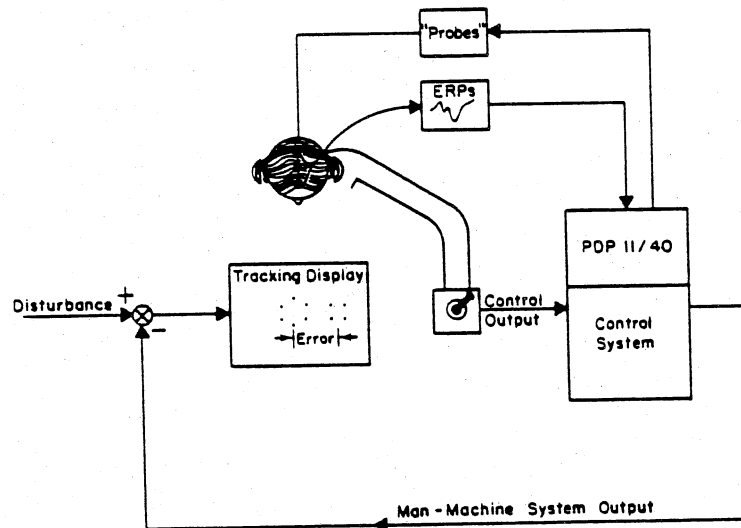 "Probes"
ERPs
PDP 11/40
Tracking Display
Disturbance
+
-
Error
Control
Output
Control
System
Man-Machine System Output